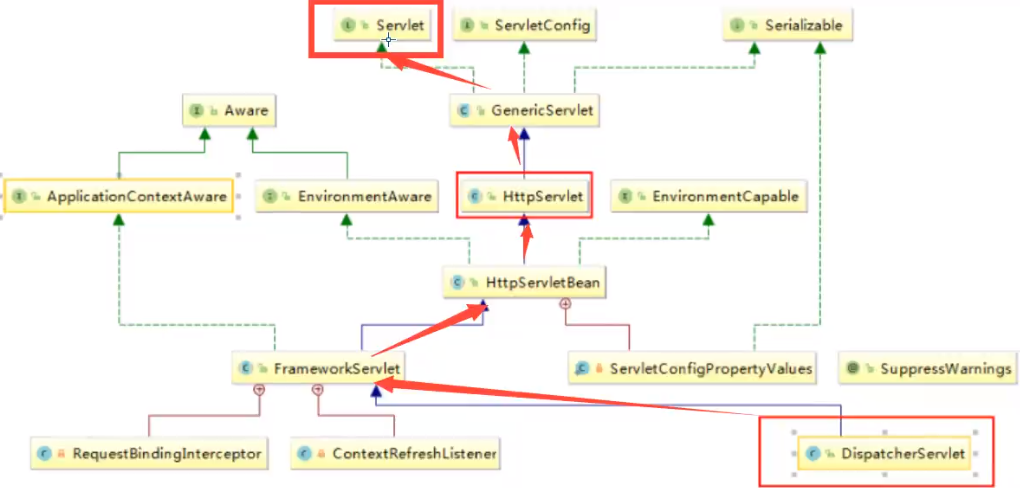 Servlet
ServletConfig
Serializable
Aware
GenericServlet
ApplicationContextAware
EnvironmentAware
HttpServlet
EnvironmentCapable
HttpServletBean
FrameworkServlet
ServletConfigPropertyValues
SuppressWarnings
RequestBindingInterceptor
ContextRefreshListener
DispatcherServlet